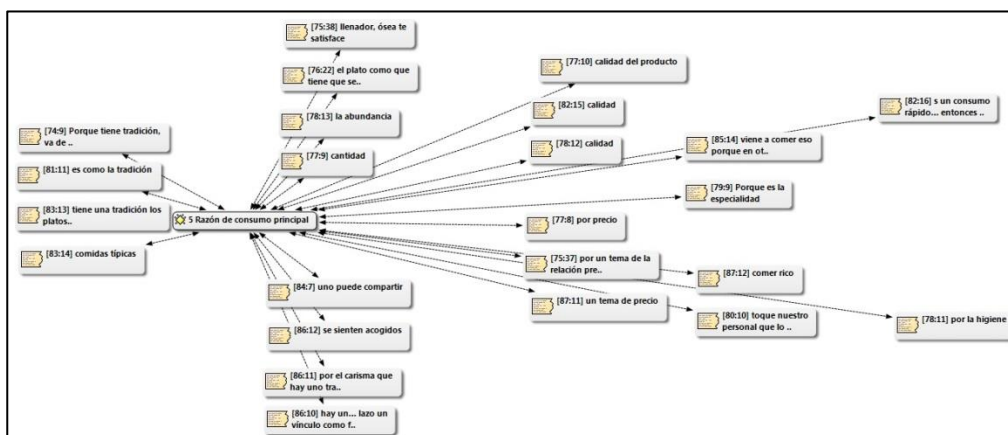 [75:38] llenador, ósea te
satisface
[76:22] el plato como que
tiene que se..
[78:13] la abundancia
[77:9] cantidad
[74:9] Porque tiene tradición,
va de ..
[81:11] es como la tradición
[83:13] tiene una tradición los
platos..
[83:14] comidas típicas
5 Razón de consumo principal
[84:7] uno puede compartir
[86:12] se sienten acogidos
[86:11] por el carisma que
hay uno tra..
[86:10] hay un... lazo un
vínculo como f..
[77:10] calidad del producto
[82:15] calidad
[78:12] calidad
[77:8] por precio
[75:37] por un tema de la
relación pre..
[87:11] un tema de precio
[82:16] s un consumo
rápido... entonces ..
[85:14] viene a comer eso
porque en ot..
[79:9] Porque es la
especialidad
[87:12] comer rico
[80:10] toque nuestro
personal que lo ..
[78:11] por la higiene